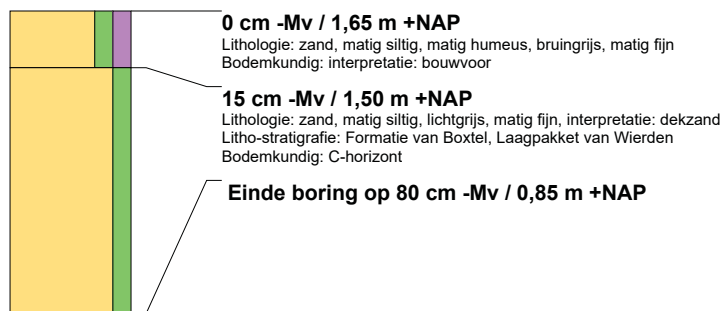 0 cm -Mv / 1,65 m +NAP
Lithologie: zand, matig siltig, matig humeus, bruingrijs, matig fijn
Bodemkundig: interpretatie: bouwvoor
15 cm -Mv / 1,50 m +NAP
Lithologie: zand, matig siltig, lichtgrijs, matig fijn, interpretatie: dekzand
Litho-stratigrafie: Formatie van Boxtel, Laagpakket van Wierden
Bodemkundig: C-horizont
Einde boring op 80 cm -Mv / 0,85 m +NAP